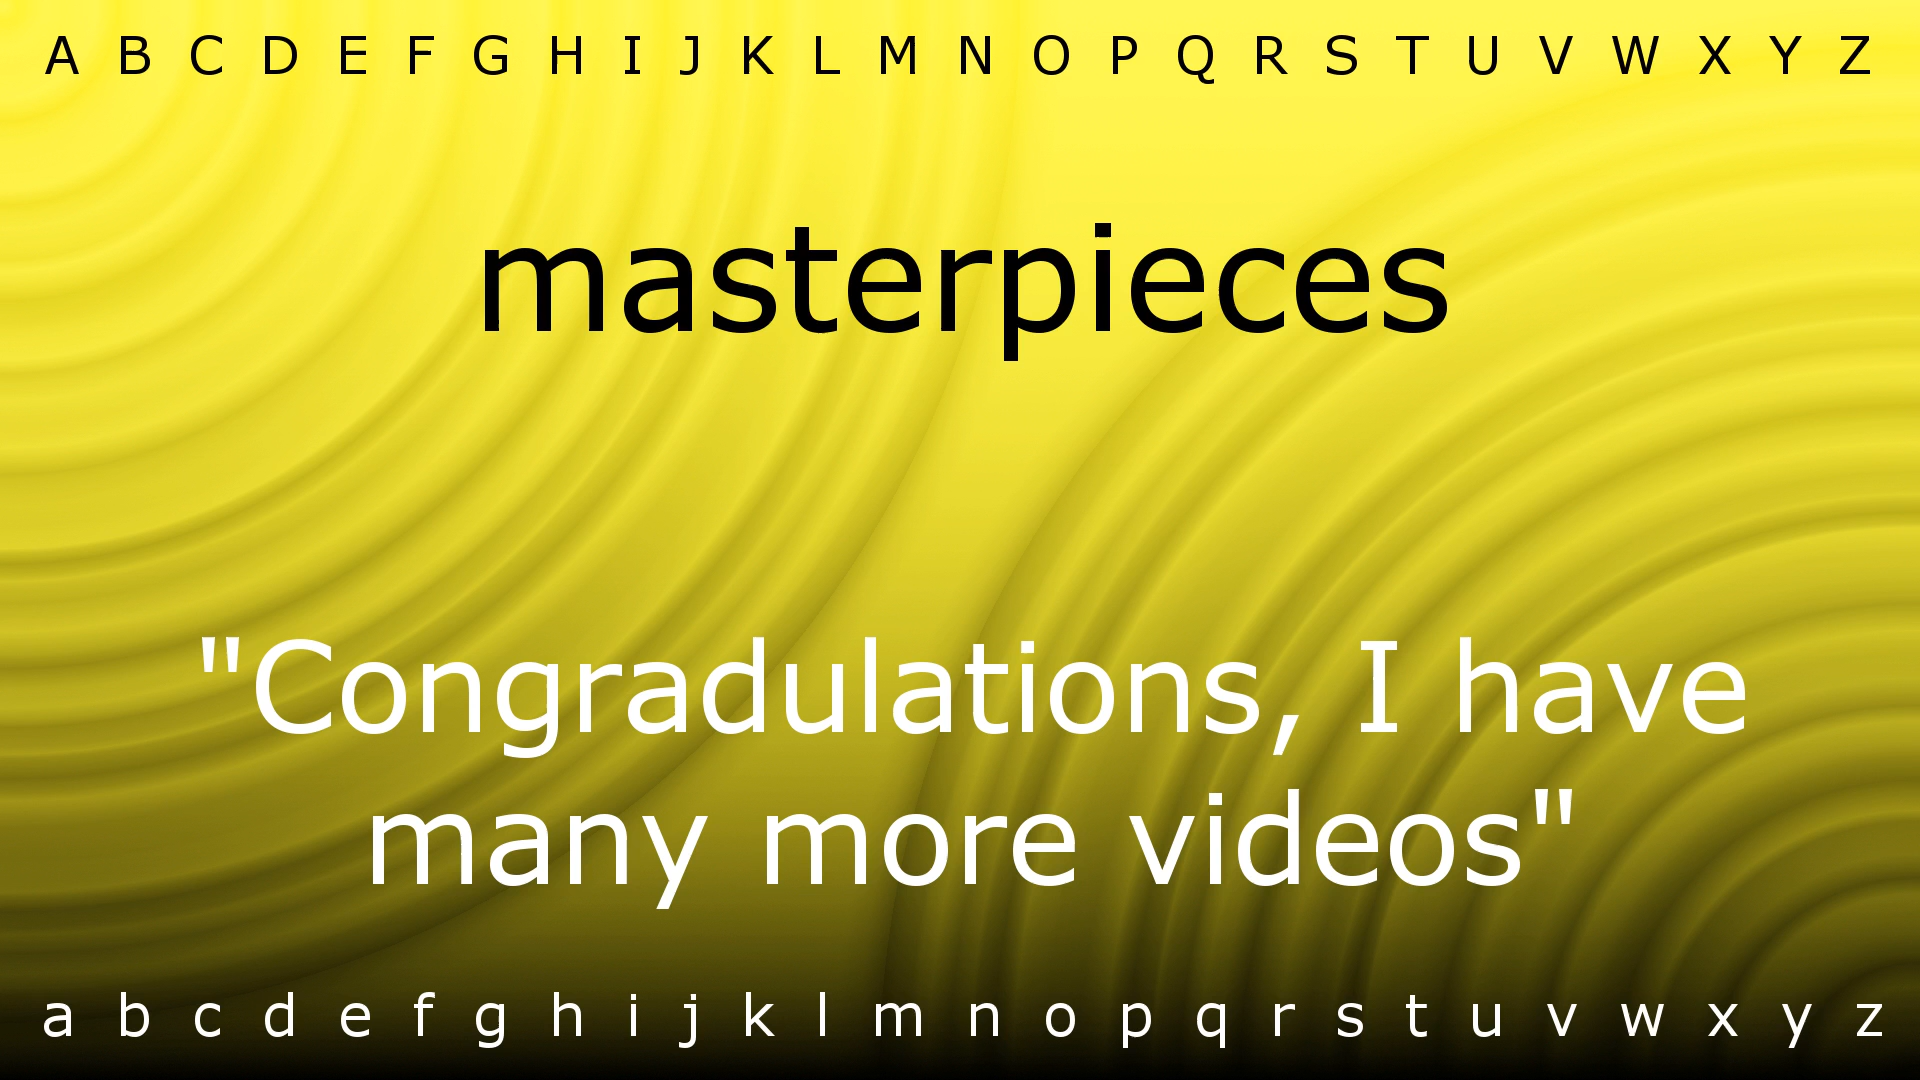 A B C D E F G H I J K L M N O P Q R S T U V W X Y Z
masterpieces
"Congradulations, I have
many more videos"
a b c d e f g h i j k l m n o p q r s t u v w x y z